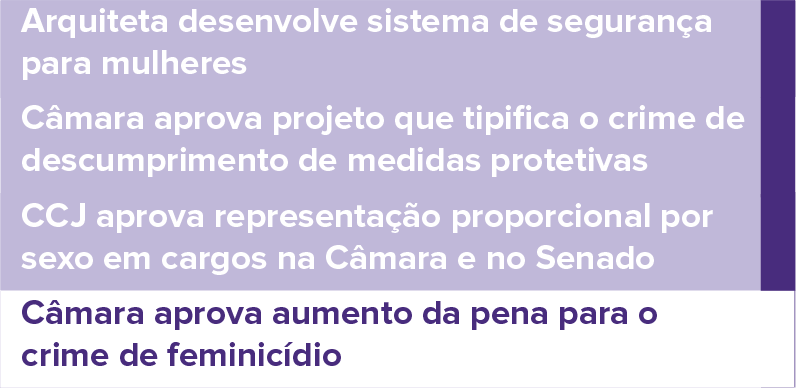 Arquiteta desenvolve sistema de segurança
para mulheres
Câmara aprova projeto que tipifica o crime de
descumprimento de medidas protetivas
CCJ aprova representação proporcional por
sexo em cargos na Câmara e no Senado
Câmara aprova aumento da pena para o
crime de feminicídio